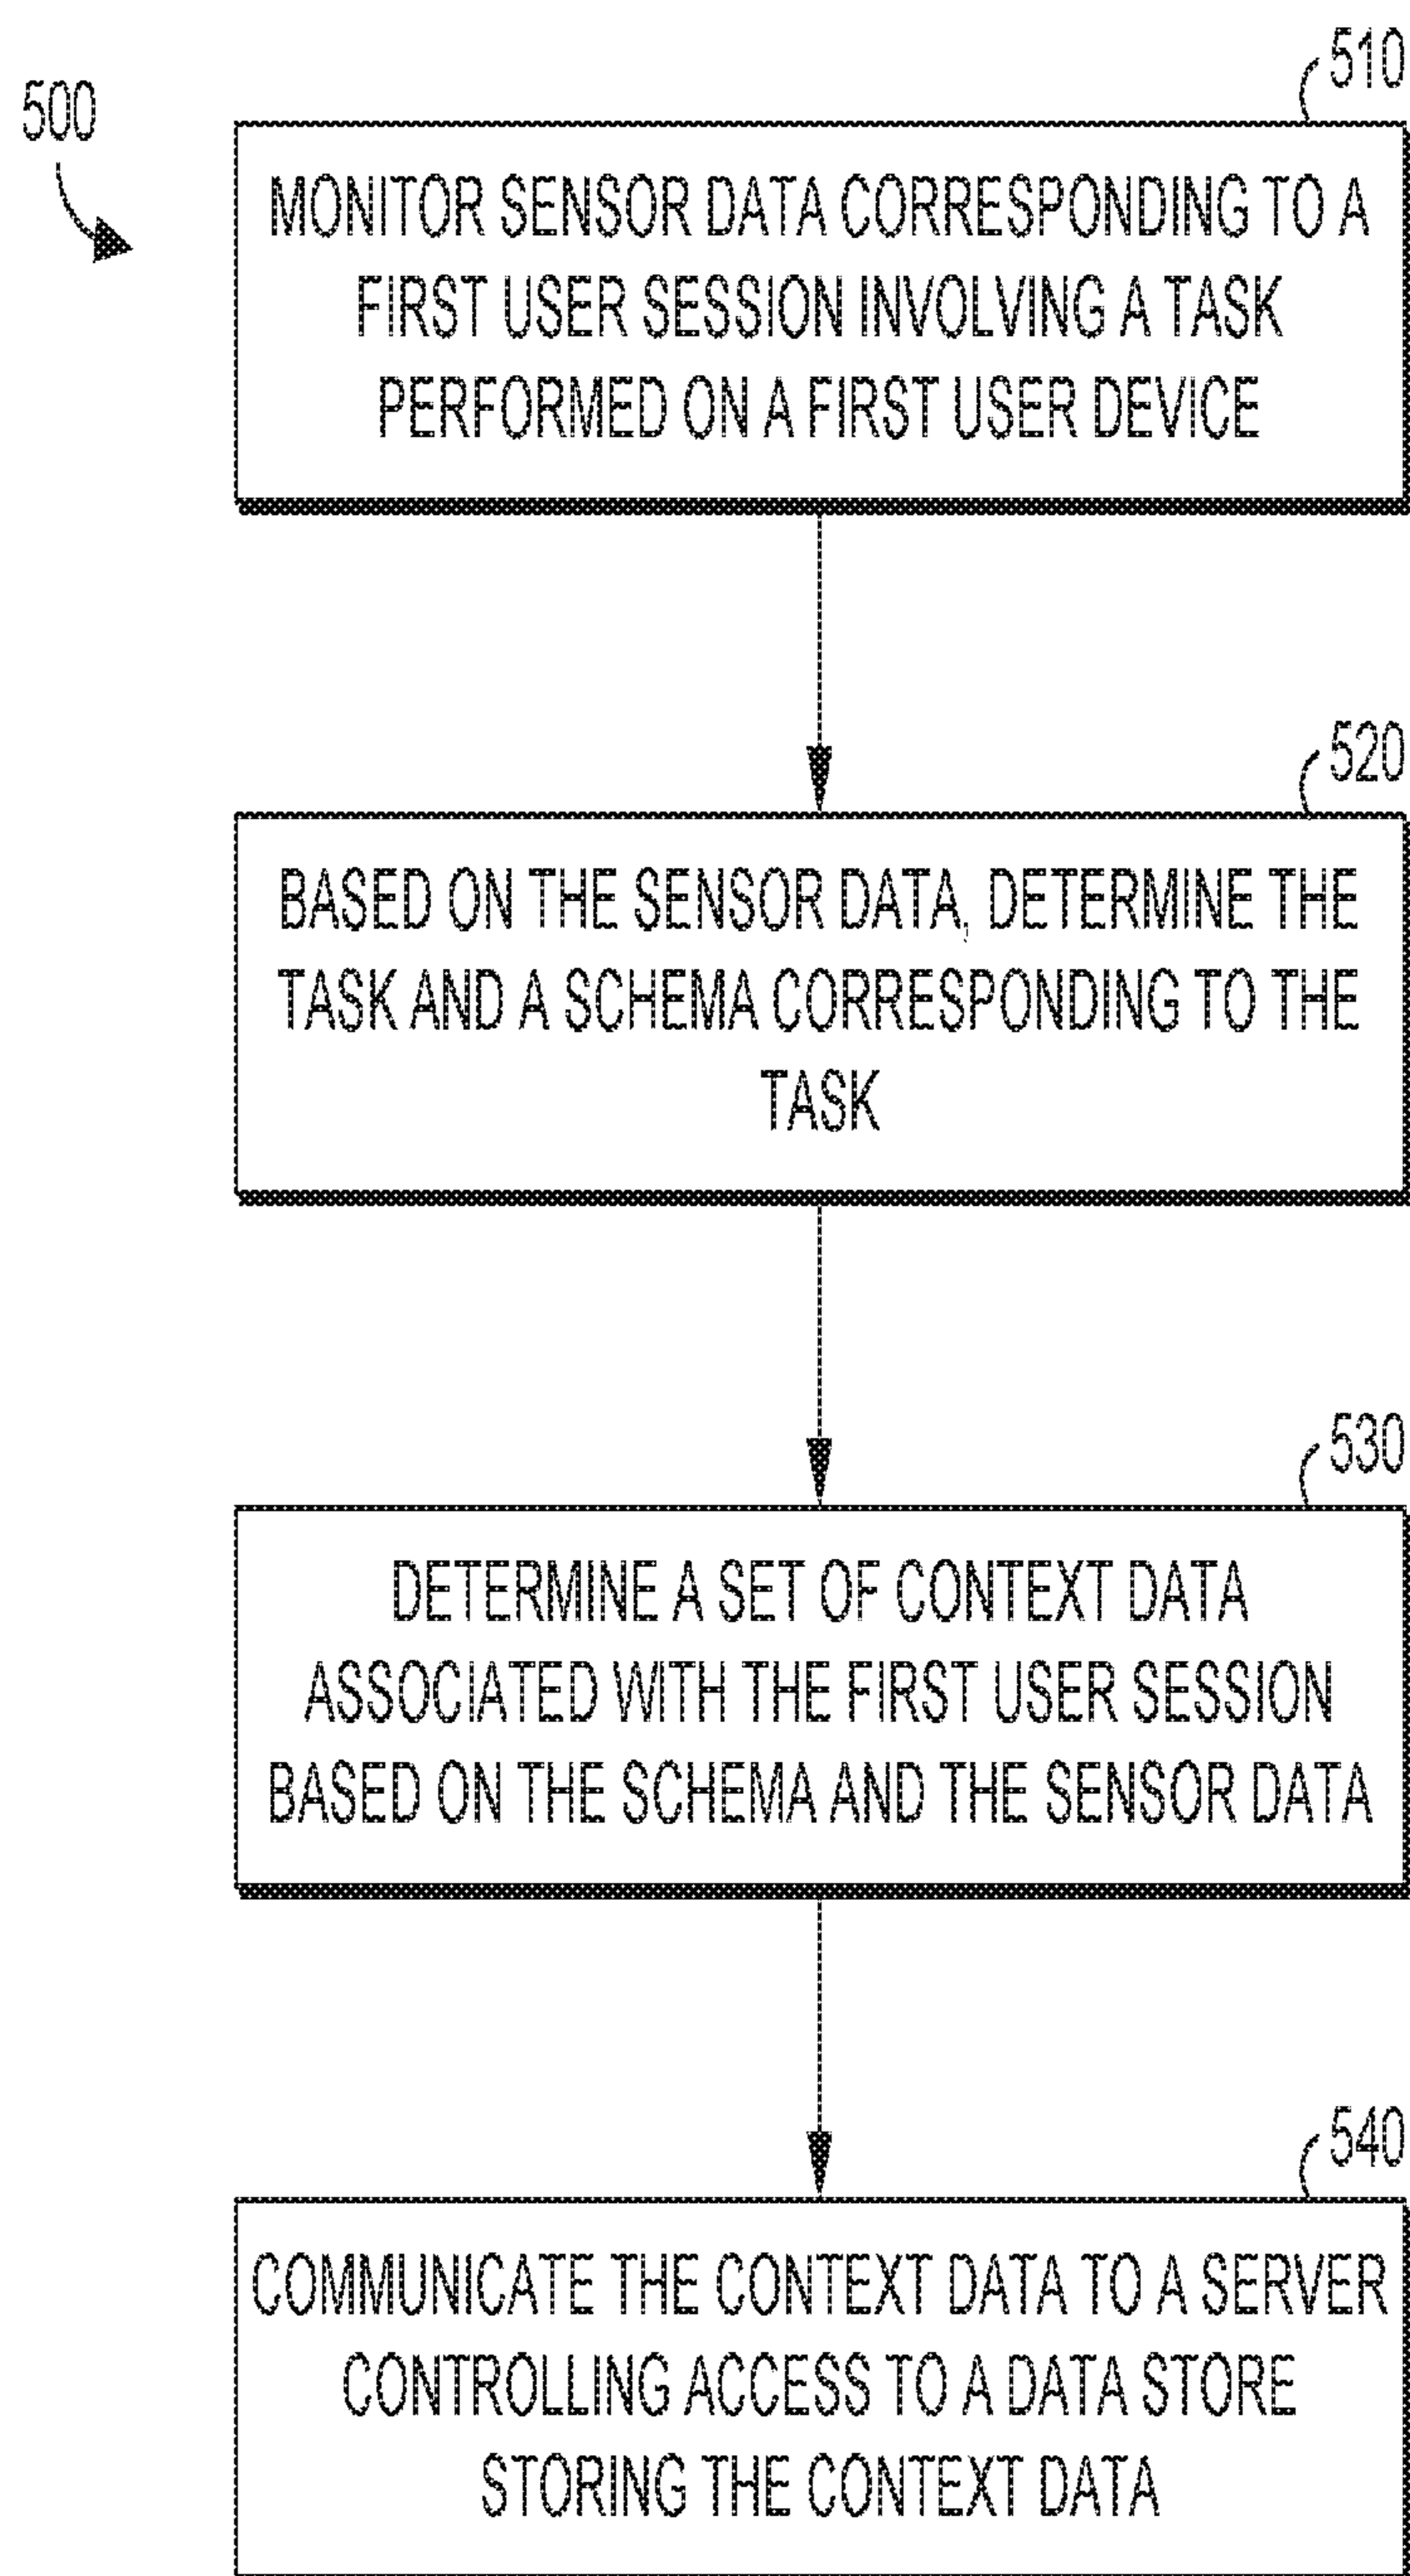 500
510
MONITOR SENSOR DATA CORRESPONDING TO A
FIRST USER SESSION INVOLVING A TASK
PERFORMED ON A FIRST USER DEVICE
520
BASED ON THE SENSOR DATA, DETERMINE THE
TASK AND A SCHEMA CORRESPONDING TO THE
TASK
530
DETERMINE A SET OF CONTEXT DATA
ASSOCIATED WITH THE FIRST USER SESSION
BASED ON THE SCHEMA AND THE SENSOR DATA
540
COMMUNICATE THE CONTEXT DATA TO A SERVER
CONTROLLING ACCESS TO A DATA STORE
STORING THE CONTEXT DATA